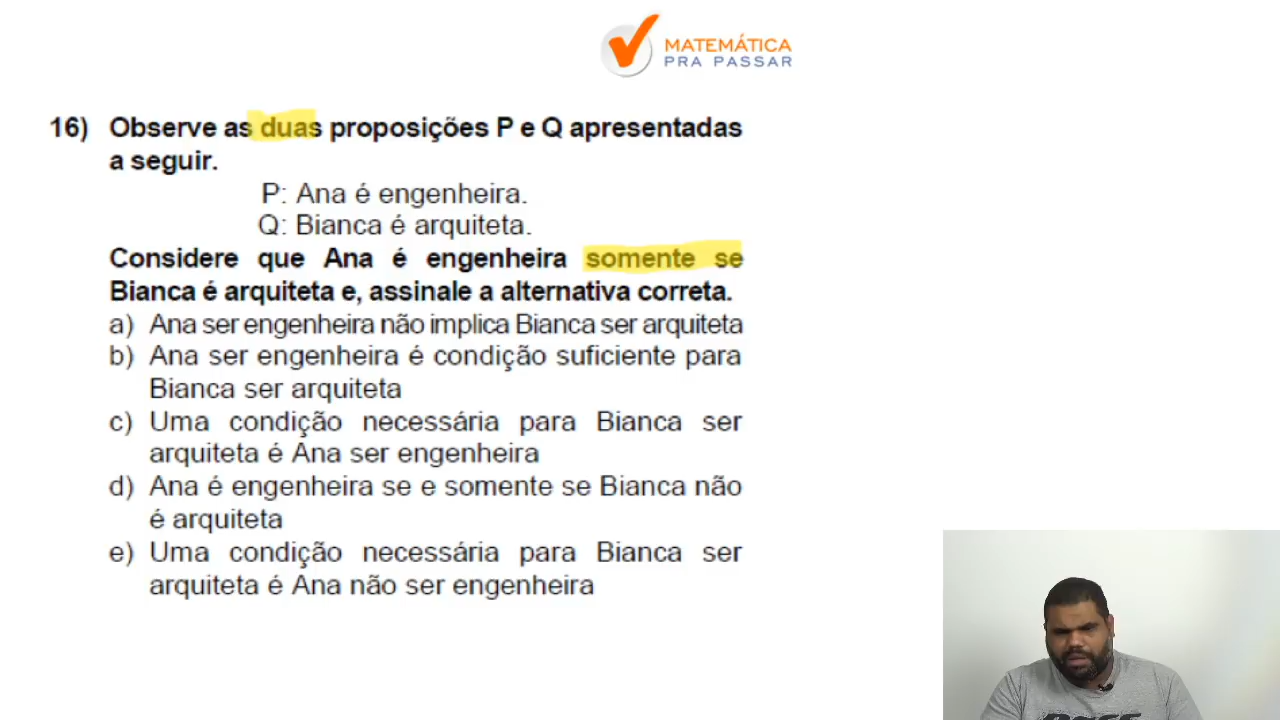 MATEMÁTICA
PRA PASSAR
16) Observe as duas proposições P e Q apresentadas
a seguir.
P: Ana é engenheira.
Q: Bianca é arquiteta.
Considere que Ana é engenheira somente se
Bianca é arquiteta e, assinale a alternativa correta.
a) Ana ser engenheira não implica Bianca ser arquiteta
b) Ana ser engenheira é condição suficiente para
Bianca ser arquiteta
c) Uma condição necessária para Bianca ser
arquiteta é Ana ser engenheira
d) Ana é engenheira se e somente se Bianca não
é arquiteta
e) Uma condição necessária para Bianca ser
arquiteta é Ana não ser engenheira